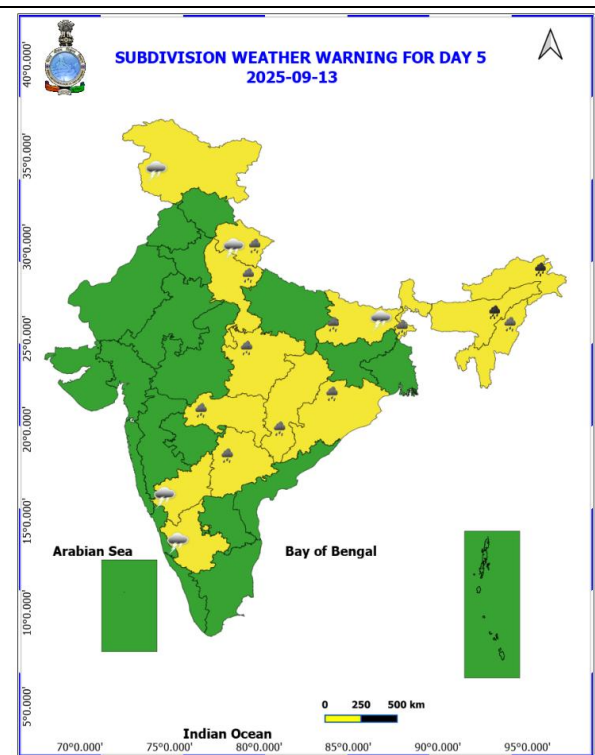 SUBDIVISION WEATHER WARNING FOR DAY 5
2025-09-13
40°0.000'
35°0.000'
30°0.000'
25°0.000'
20°0.000'
15°0.000'
10°0.000'
5°0.000'
Arabian Sea
Bay of Bengal
0 250 500 km
Indian Ocean
70°0.000' 75°0.000' 80°0.000' 85°0.000' 90°0.000' 95°0.000'